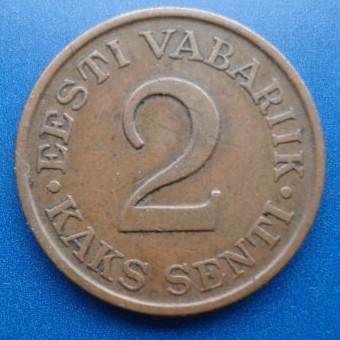 · EESTI VABARIIK ·
2
KAKS SENTI